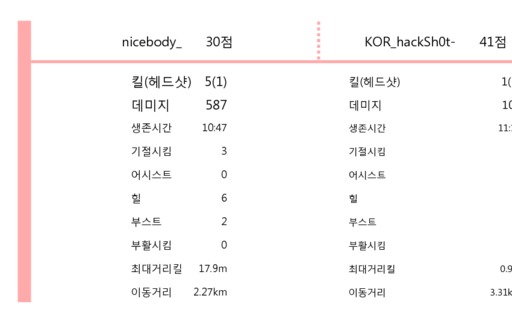 nicebody_ 30점 KOR_hackSh0t- 41점
킬(헤드샷) 5(1) 킬(헤드샷) 1(
데미지 587 데미지 10
생존시간 10:47 생존시간 11:
기절시킴 3 기절시킴
어시스트 0 어시스트
힐 6 힐
부스트 2 부스트
부활시킴 0 부활시킴
최대거리킬 17.9m 최대거리킬 0.9
이동거리 2.27km 이동거리 3.31k